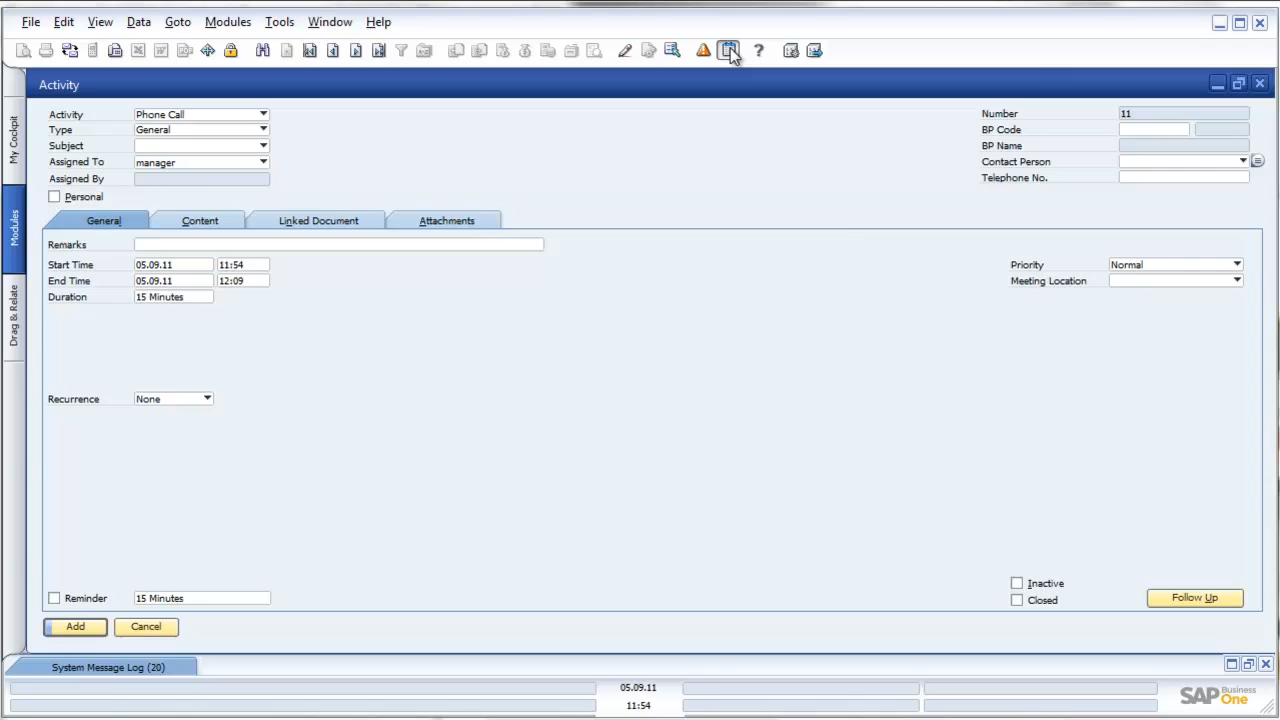 File Edit View Data Goto Modules Tools Window Help
Activity
My Cockpit
Modules
Drag & Relate
Activity Phone Call
Type General
Subject
Assigned To manager
Assigned By
Personal
Number 11
BP Code
BP Name
Contact Person
Telephone No.
General Content Linked Document Attachments
Remarks
Start Time 05.09.11 11:54
End Time 05.09.11 12:09
Duration 15 Minutes
Priority Normal
Meeting Location
Recurrence None
Inactive
Reminder 15 Minutes
Closed
Follow Up
Add Cancel
System Message Log (20)
05.09.11
11:54
SAP Business One